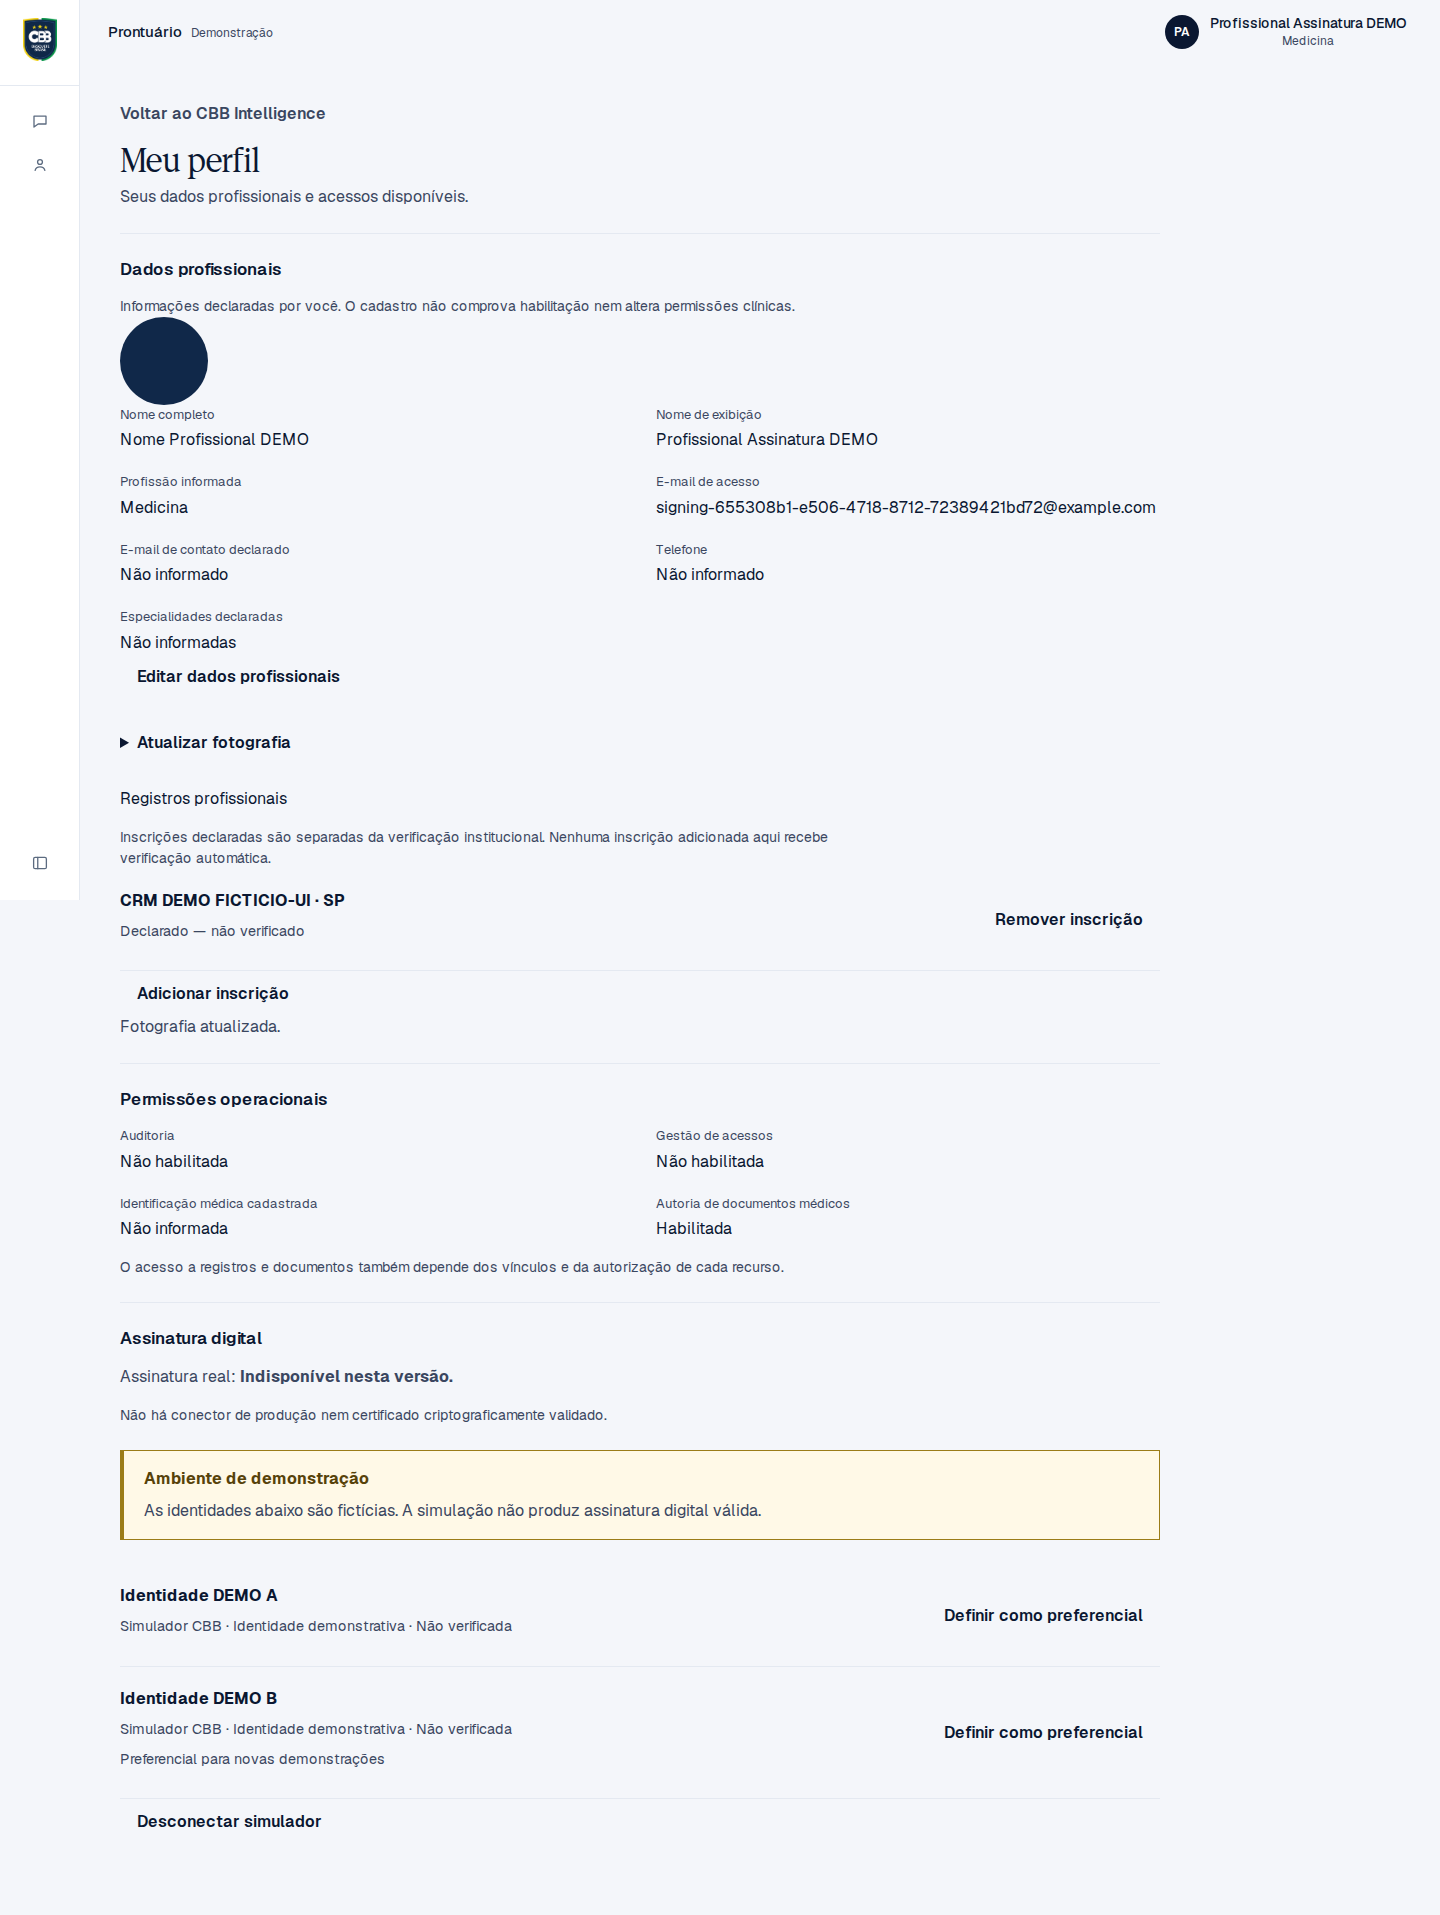 CBB
Prontuário Demonstração
PA
Profissional Assinatura DEMO
Medicina
Voltar ao CBB Intelligence
Meu perfil
Seus dados profissionais e acessos disponíveis.
Dados profissionais
Informações declaradas por você. O cadastro não comprova habilitação nem altera permissões clínicas.
Nome completo
Nome Profissional DEMO
Nome de exibição
Profissional Assinatura DEMO
Profissão informada
Medicina
E-mail de acesso
signing-655308b1-e506-4718-8712-72389421bd72@example.com
E-mail de contato declarado
Não informado
Telefone
Não informado
Especialidades declaradas
Não informadas
Editar dados profissionais
Atualizar fotografia
Registros profissionais
Inscrições declaradas são separadas da verificação institucional. Nenhuma inscrição adicionada aqui recebe
verificação automática.
CRM DEMO FICTICIO-UI · SP
Declarado — não verificado
Remover inscrição
Adicionar inscrição
Fotografia atualizada.
Permissões operacionais
Auditoria
Não habilitada
Gestão de acessos
Não habilitada
Identificação médica cadastrada
Não informada
Autoria de documentos médicos
Habilitada
O acesso a registros e documentos também depende dos vínculos e da autorização de cada recurso.
Assinatura digital
Assinatura real: Indisponível nesta versão.
Não há conector de produção nem certificado criptograficamente validado.
Ambiente de demonstração
As identidades abaixo são fictícias. A simulação não produz assinatura digital válida.
Identidade DEMO A
Simulador CBB · Identidade demonstrativa · Não verificada
Definir como preferencial
Identidade DEMO B
Simulador CBB · Identidade demonstrativa · Não verificada
Preferencial para novas demonstrações
Definir como preferencial
Desconectar simulador